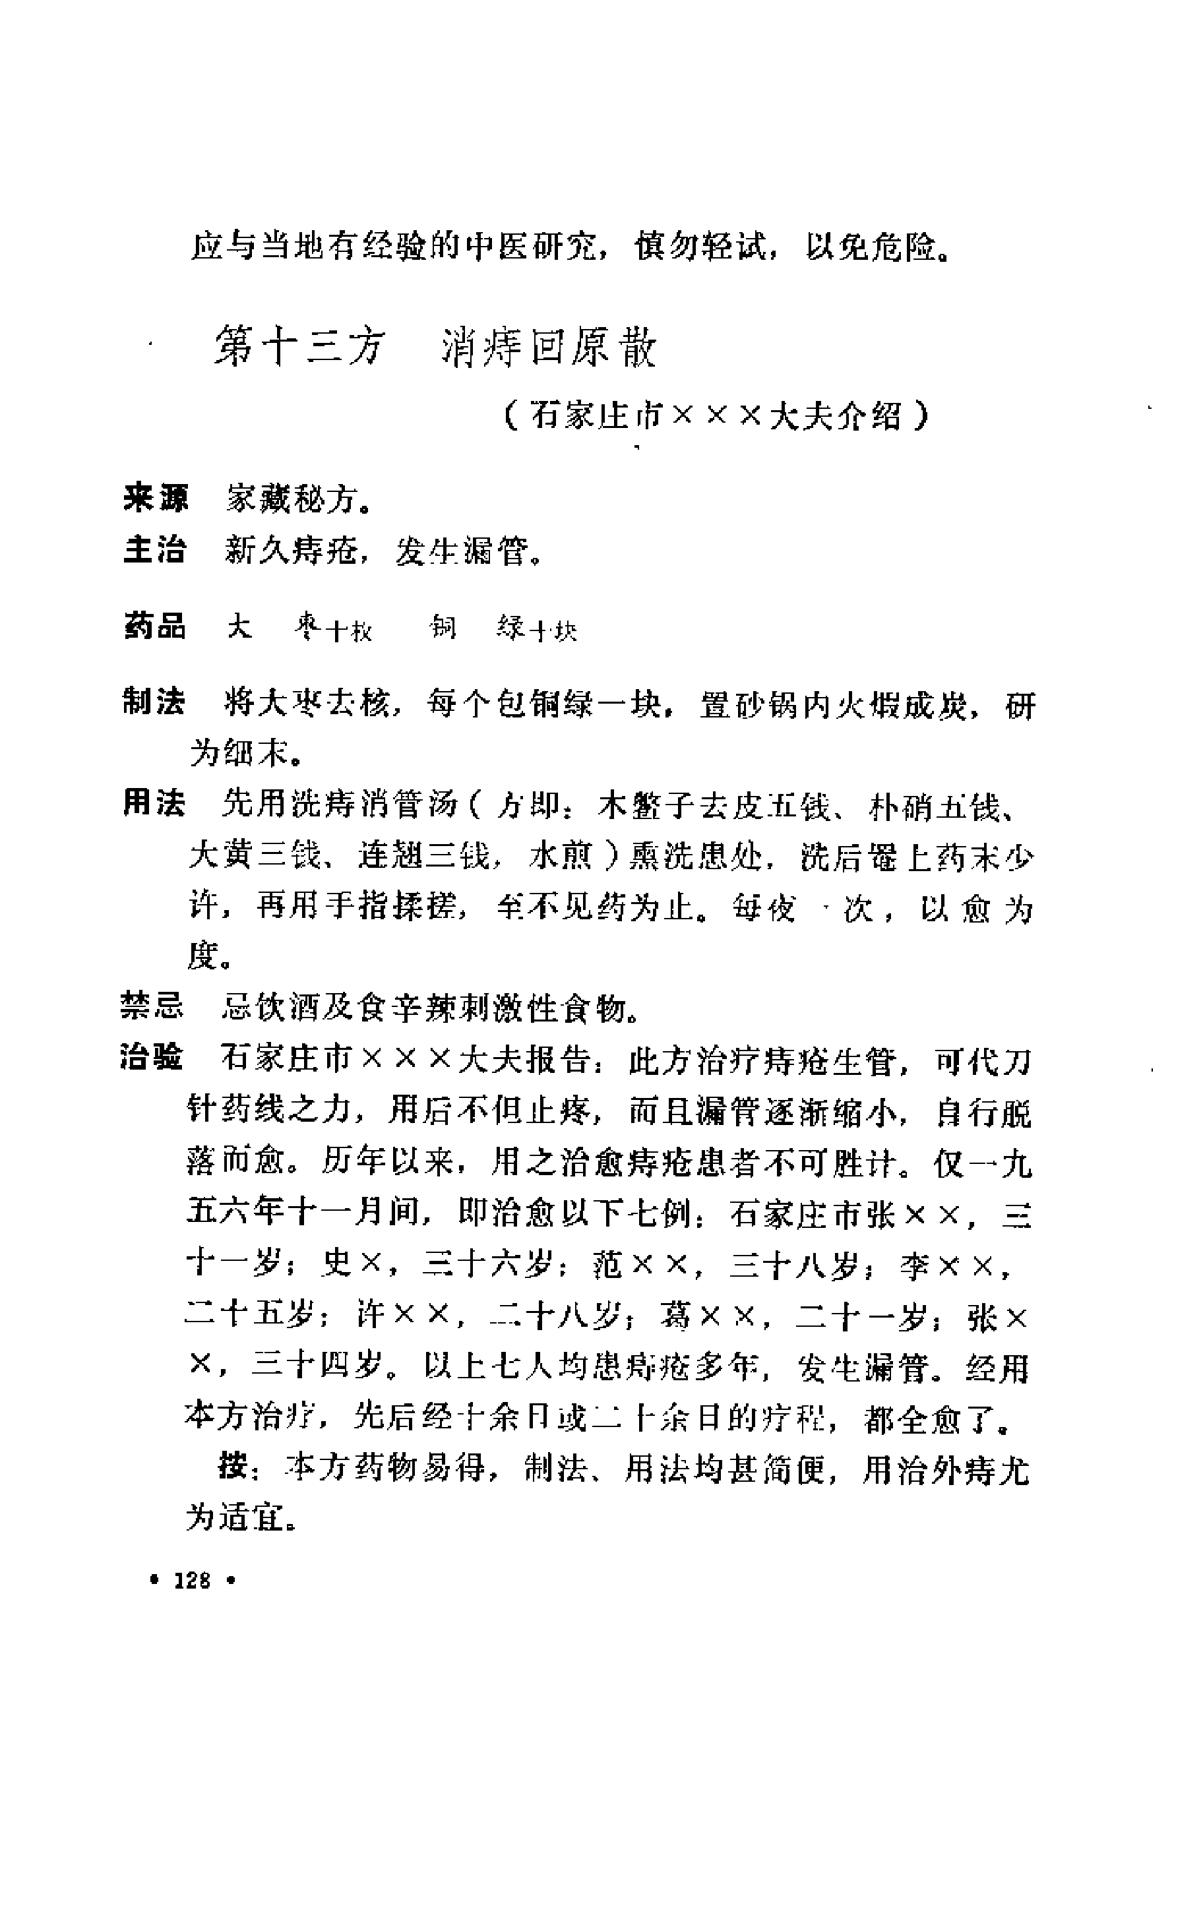 应与当地有经验的中医研究，慎勿轻试，以免危险。
第十三方　消痔回原散
（石家庄市×××大夫介绍）
来源　家藏秘方。
主治　新久痔疮，发生漏管。
药品　大　枣十枚　铜　绿十块
制法　将大枣去核，每个包铜绿一块，置砂锅内火煅成炭，研
为细末。
用法　先用洗痔消管汤（方即：木鳖子去皮五钱、朴硝五钱、
大黄三钱、连翘三钱，水煎）熏洗患处，洗后罨上药末少
许，再用手指揉搓，至不见药为止。每夜一次，以愈为
度。
禁忌　忌饮酒及食辛辣刺激性食物。
治验　石家庄市×××大夫报告：此方治疗痔疮生管，可代刀
针药线之力，用后不但止疼，而且漏管逐渐缩小，自行脱
落而愈。历年以来，用之治愈痔疮患者不可胜计。仅一九
五六年十一月间，即治愈以下七例：石家庄市张××，三
十一岁；史×，三十六岁；范××，三十八岁；李××，
二十五岁；许××，二十八岁；葛××，二十一岁；张×
×，三十四岁。以上七人均患痔疮多年，发生漏管。经用
本方治疗，先后经十余日或二十余日的疗程，都全愈了。
按：本方药物易得，制法、用法均甚简便，用治外痔尤
为适宜。
• 128 •